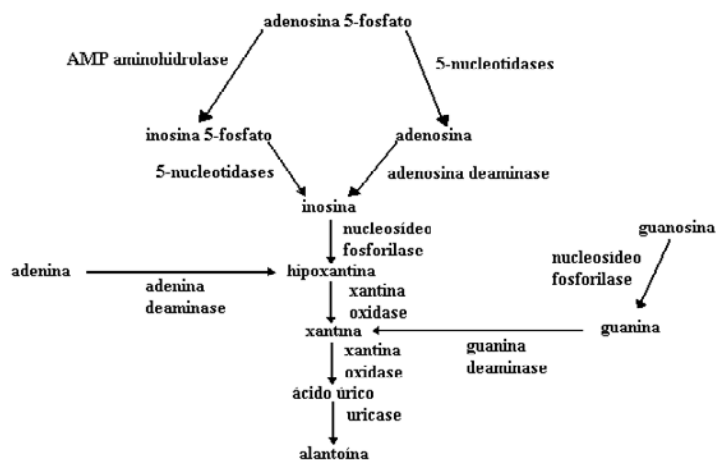 adenosina 5-fosfato
AMP aminohidrolase
5-nucleotidases
inosina 5-fosfato
adenosina
5-nucleotidases
adenosina deaminase
inosina
nucleosídeo
fosforilase
guanosina
nucleosídeo
fosforilase
adenina
hipoxantina
adenina
deaminase
xantina
oxidase
xantina
guanina
xantina
oxidase
guanina
deaminase
ácido úrico
uricase
alantoína